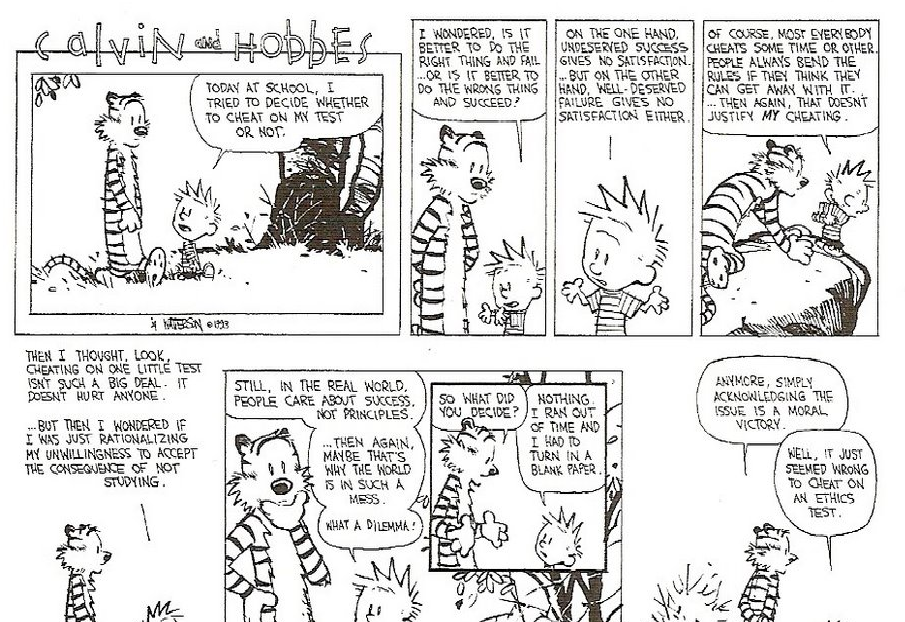 Calvin and Hobbes
TODAY AT SCHOOL, I
TRIED TO DECIDE WHETHER
TO CHEAT ON MY TEST
OR NOT.
WATTERSON ©1993
I WONDERED, IS IT
BETTER TO DO THE
RIGHT THING AND FAIL
...OR IS IT BETTER TO
DO THE WRONG THING
AND SUCCEED?
ON THE ONE HAND,
UNDESERVED SUCCESS
GIVES NO SATISFACTION.
...BUT ON THE OTHER
HAND, WELL-DESERVED
FAILURE GIVES NO
SATISFACTION EITHER.
OF COURSE, MOST EVERYBODY
CHEATS SOME TIME OR OTHER.
PEOPLE ALWAYS BEND THE
RULES IF THEY THINK THEY
CAN GET AWAY WITH IT.
...THEN AGAIN, THAT DOESN'T
JUSTIFY MY CHEATING.
THEN I THOUGHT, LOOK,
CHEATING ON ONE LITTLE TEST
ISN'T SUCH A BIG DEAL. IT
DOESN'T HURT ANYONE.
...BUT THEN I WONDERED IF
I WAS JUST RATIONALIZING
MY UNWILLINGNESS TO ACCEPT
THE CONSEQUENCE OF NOT
STUDYING.
STILL, IN THE REAL WORLD,
PEOPLE CARE ABOUT SUCCESS,
NOT PRINCIPLES.
...THEN AGAIN,
MAYBE THAT'S
WHY THE WORLD
IS IN SUCH A
MESS.
WHAT A DILEMMA!
SO WHAT DID
YOU DECIDE?
NOTHING.
I RAN OUT
OF TIME AND
I HAD TO
TURN IN A
BLANK PAPER.
ANYMORE, SIMPLY
ACKNOWLEDGING THE
ISSUE IS A MORAL
VICTORY.
WELL, IT JUST
SEEMED WRONG
TO CHEAT ON
AN ETHICS
TEST.